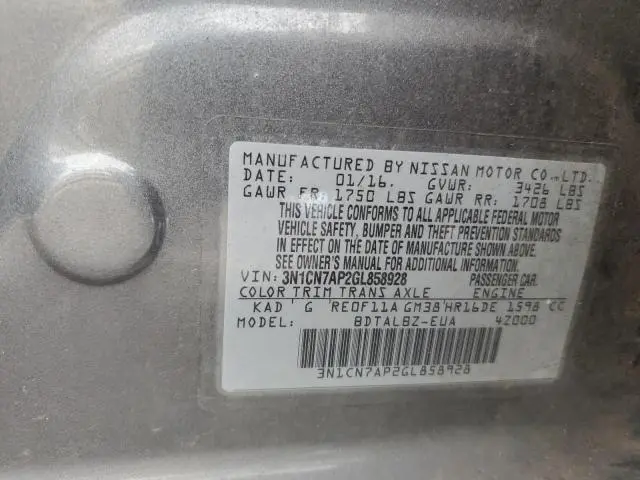 MANUFACTURED BY NISSAN MOTOR CO.,LTD.
DATE: 01/16. GVWR: 3426 LBS
GAWR FR: 1750 LBS GAWR RR: 1708 LBS
THIS VEHICLE CONFORMS TO ALL APPLICABLE FEDERAL MOTOR
VEHICLE SAFETY, BUMPER AND THEFT PREVENTION STANDARDS
IN EFFECT ON THE DATE OF MANUFACTURE SHOWN ABOVE.
SEE OWNER'S MANUAL FOR ADDITIONAL INFORMATION.
VIN: 3N1CN7AP2GL858928 PASSENGER CAR.
COLOR TRIM TRANS AXLE ENGINE
KAD G RE0F11A GM38 HR16DE 1598 CC
MODEL: BDTALBZ-EUA 4Z000
3N1CN7AP2GL858928